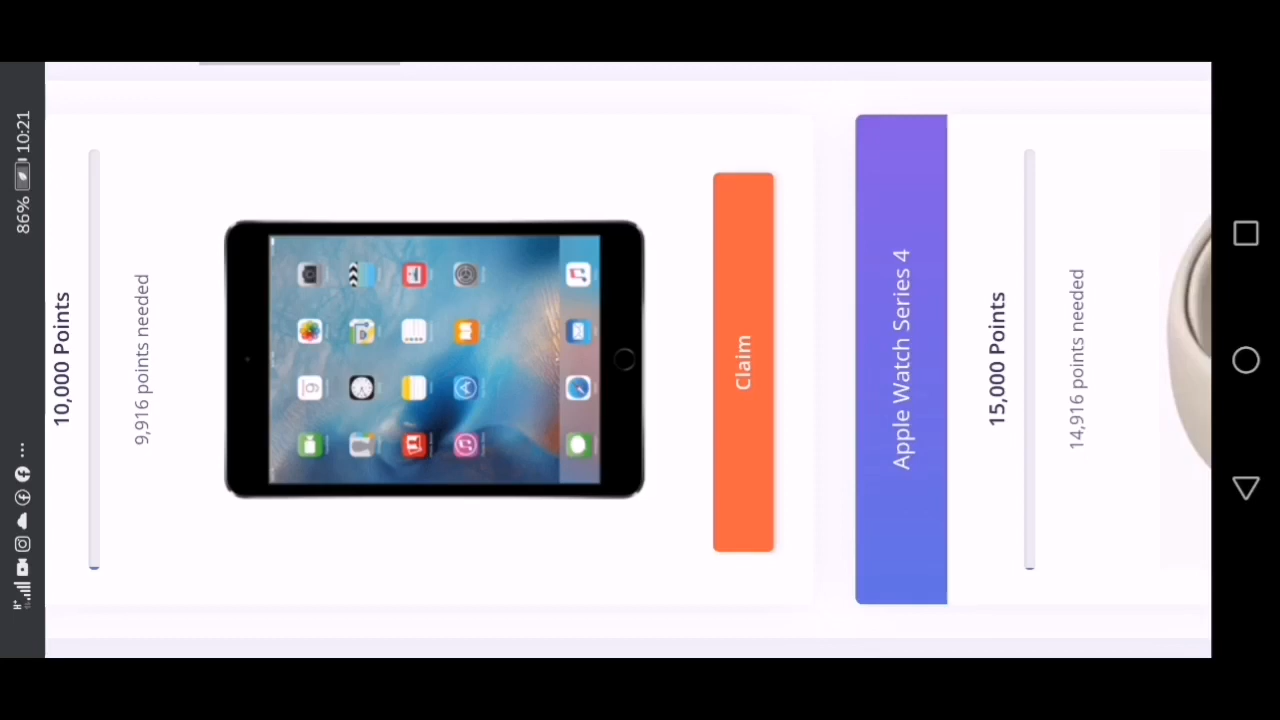 86% 10:21
10,000 Points
9,916 points needed
Claim
Apple Watch Series 4
15,000 Points
14,916 points needed